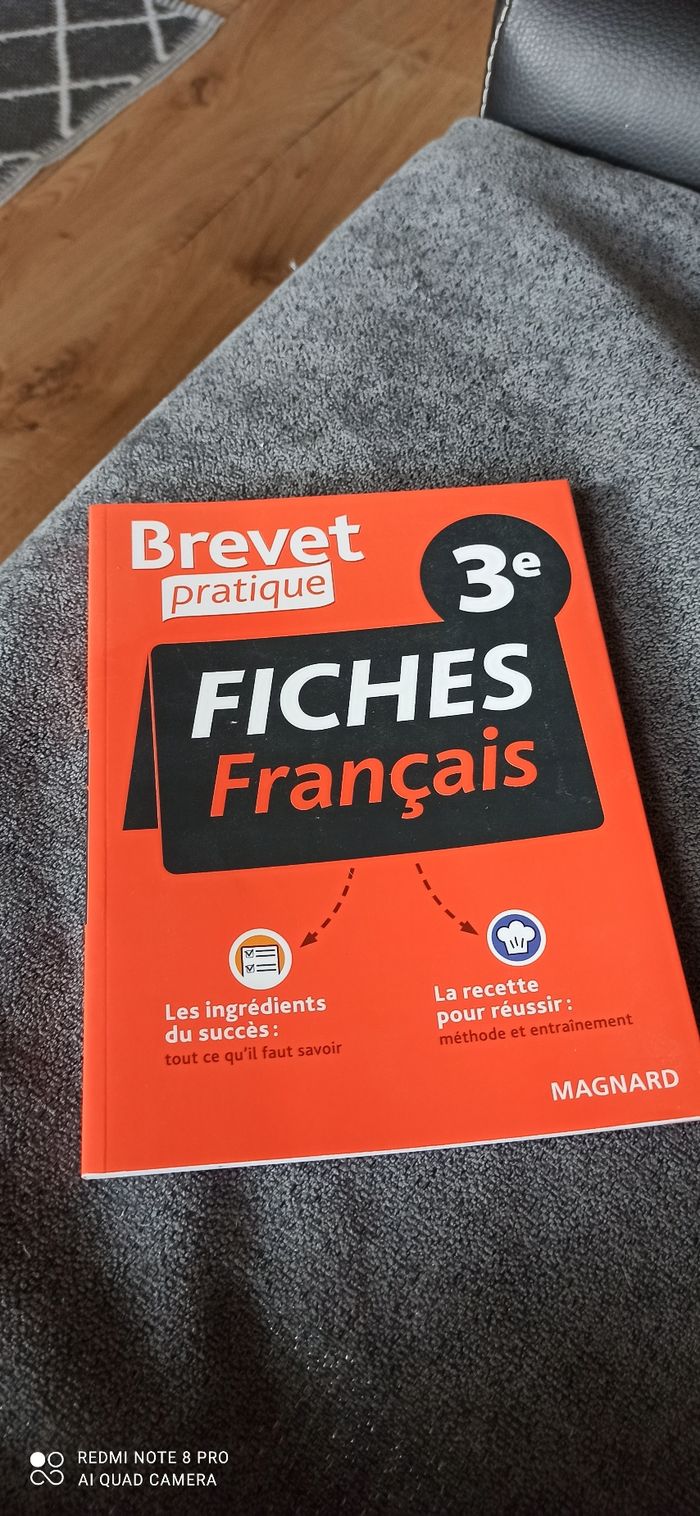 Brevet
pratique
3e
FICHES
Français
Les ingrédients
du succès :
tout ce qu'il faut savoir
La recette
pour réussir :
méthode et entraînement
MAGNARD
REDMI NOTE 8 PRO
AI QUAD CAMERA